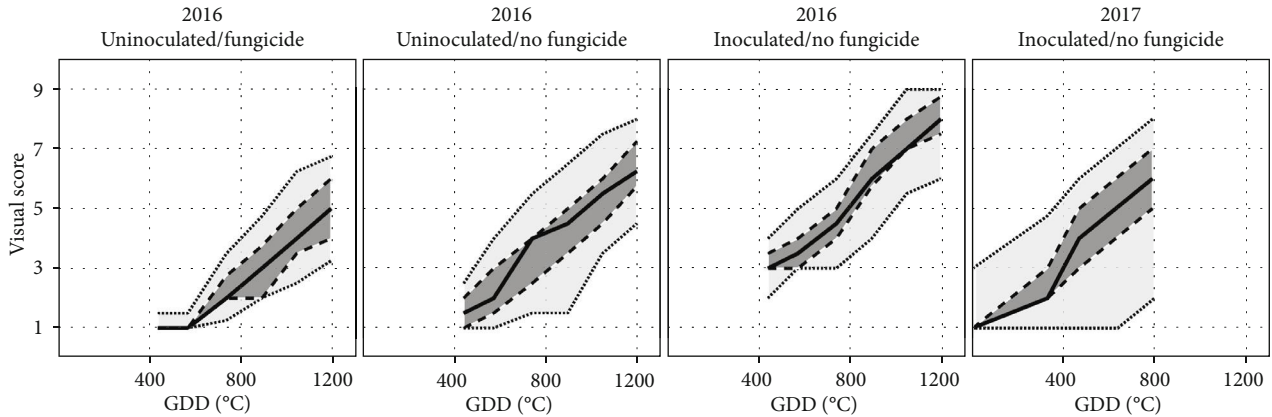 2016
Uninoculated/fungicide
2016
Uninoculated/no fungicide
2016
Inoculated/no fungicide
2017
Inoculated/no fungicide
Visual score
9
7
5
3
1
400 800 1200
GDD (°C)
400 800 1200
GDD (°C)
400 800 1200
GDD (°C)
400 800 1200
GDD (°C)